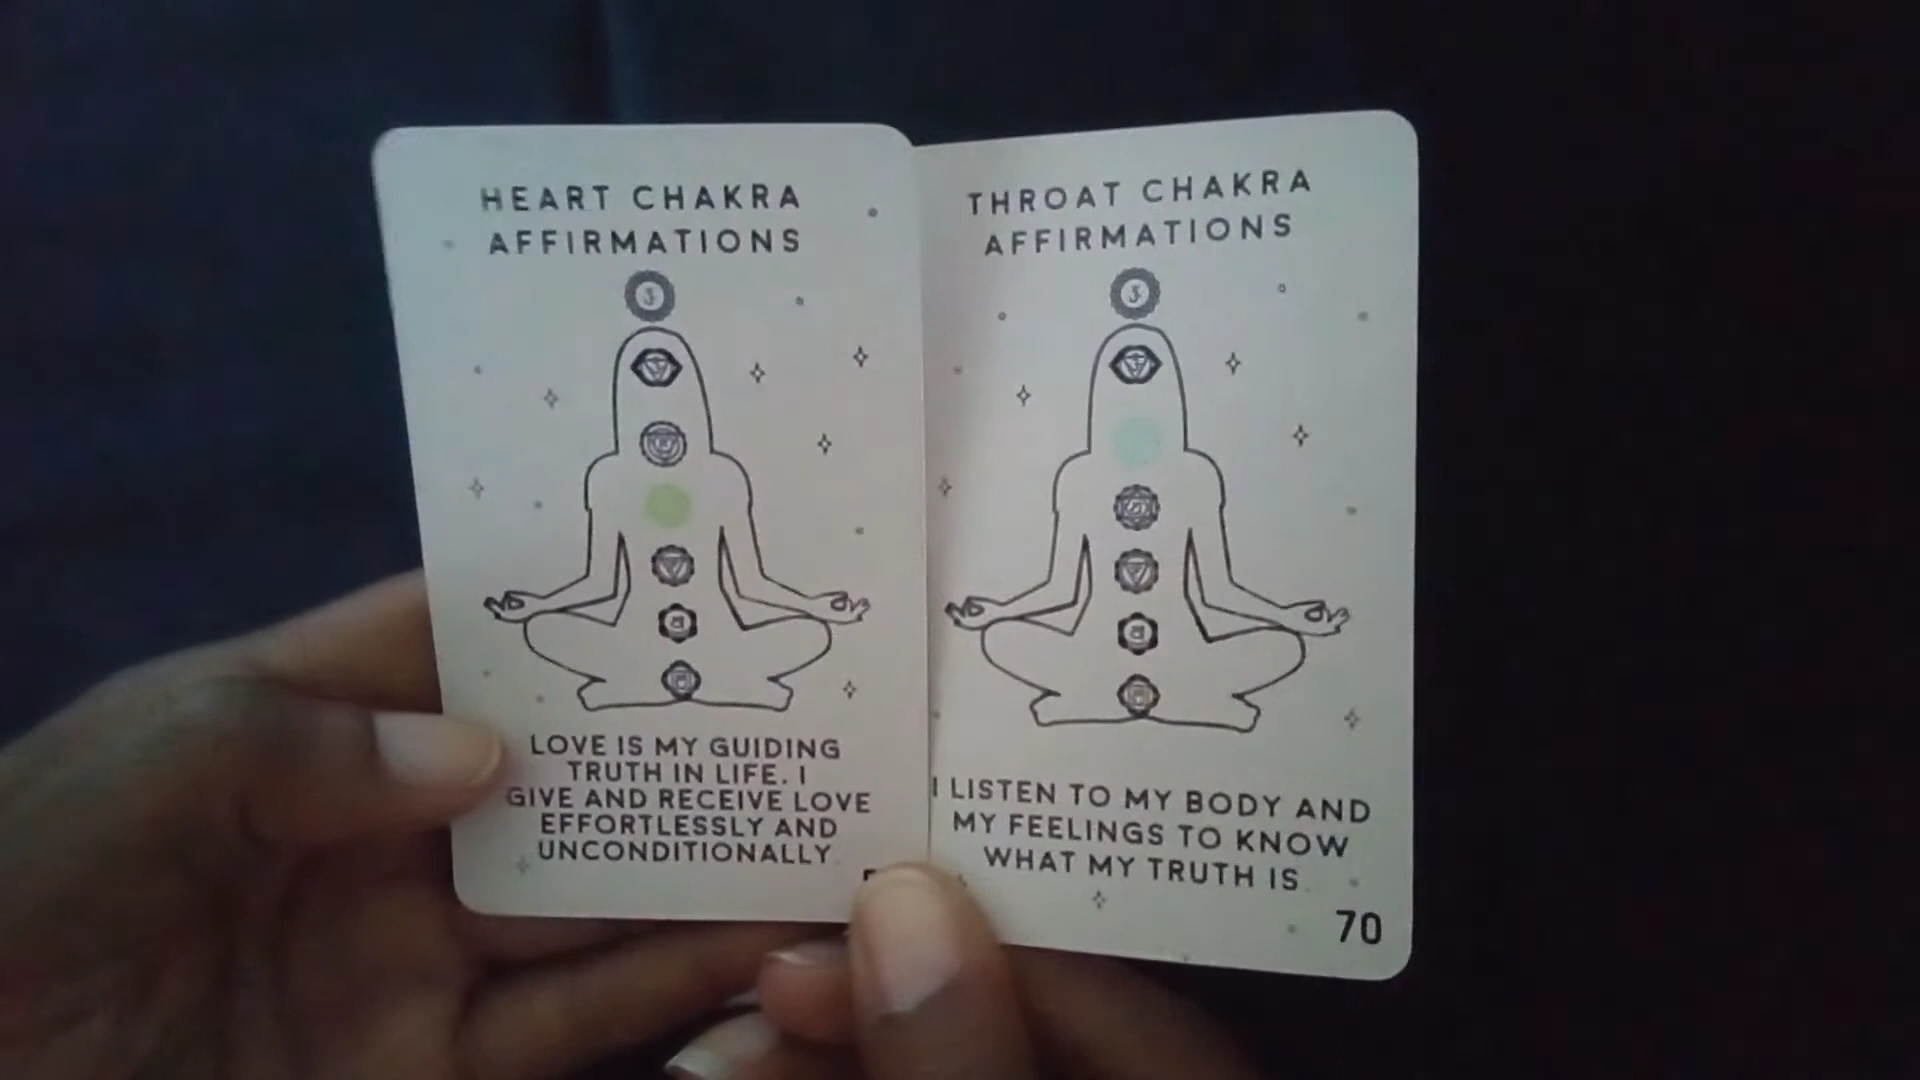 HEART CHAKRA
AFFIRMATIONS
LOVE IS MY GUIDING
TRUTH IN LIFE. I
GIVE AND RECEIVE LOVE
EFFORTLESSLY AND
UNCONDITIONALLY
THROAT CHAKRA
AFFIRMATIONS
I LISTEN TO MY BODY AND
MY FEELINGS TO KNOW
WHAT MY TRUTH IS.
70